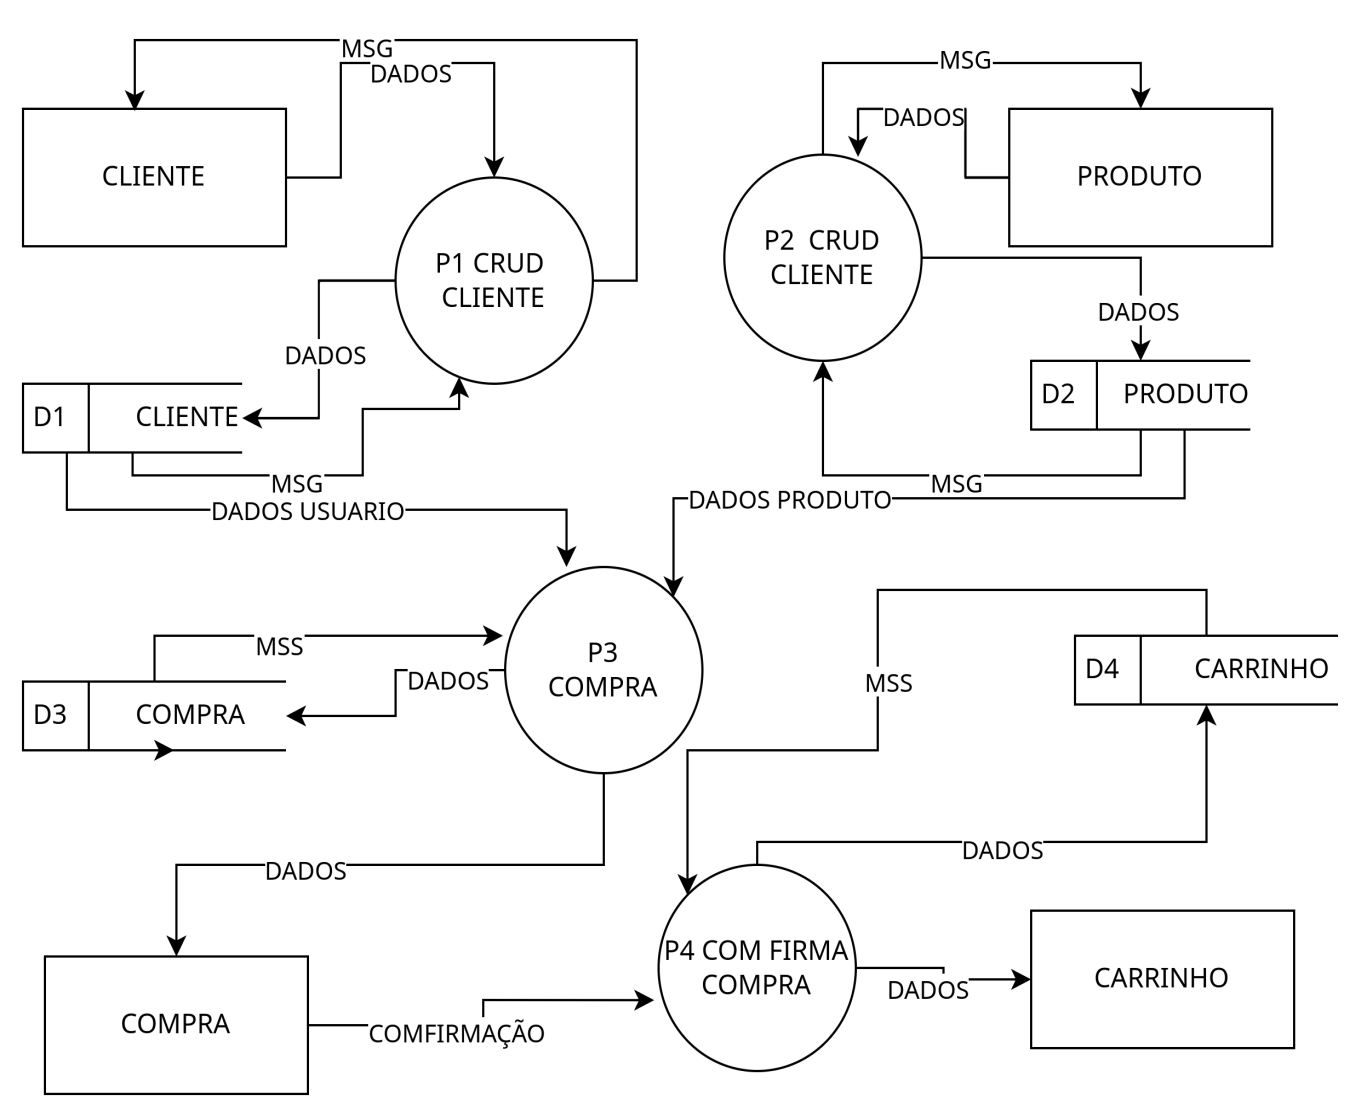 MSG
DADOS
CLIENTE
P1 CRUD
CLIENTE
DADOS
D1
CLIENTE
MSG
DADOS USUARIO
MSG
DADOS
PRODUTO
P2  CRUD
CLIENTE
DADOS
D2
PRODUTO
MSG
DADOS PRODUTO
MSS
P3
COMPRA
DADOS
D3
COMPRA
MSS
D4
CARRINHO
DADOS
DADOS
COMPRA
COMFIRMAÇÃO
P4 COM FIRMA
COMPRA
DADOS
CARRINHO